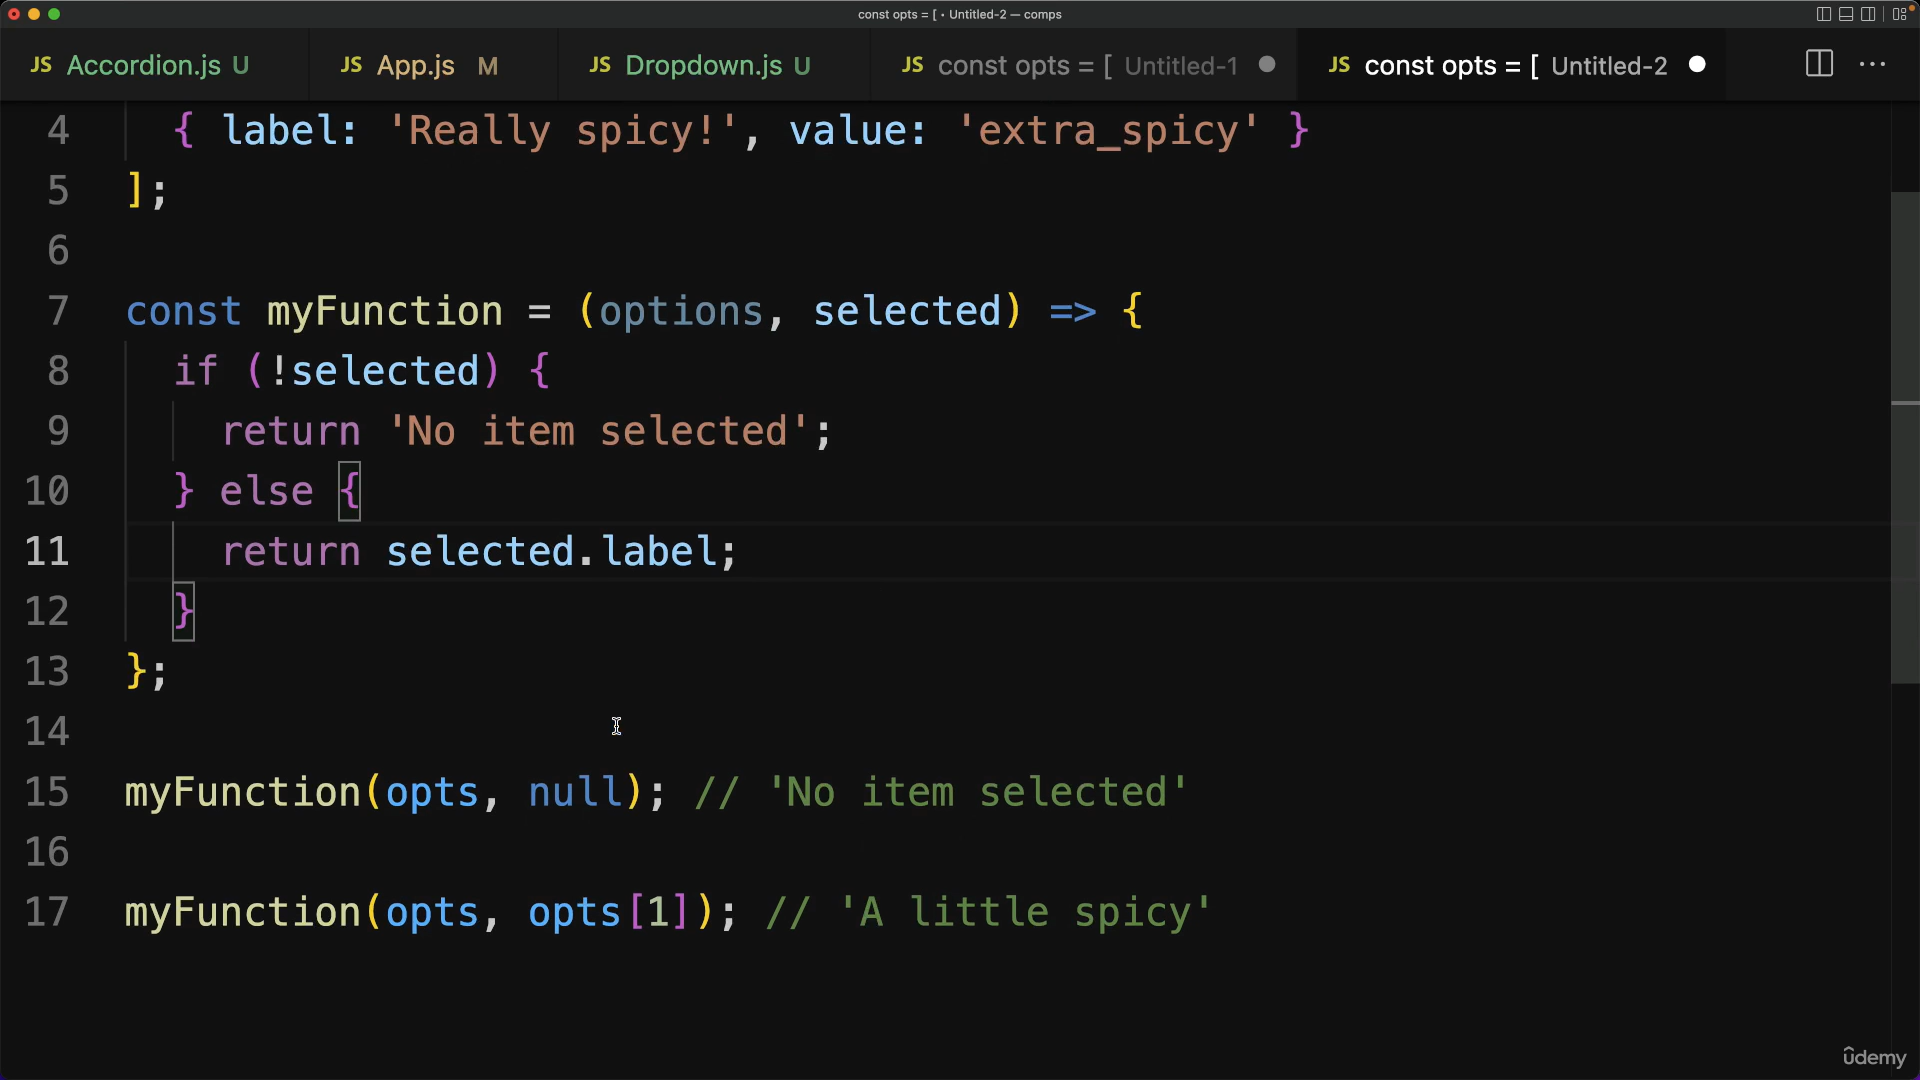 const opts = [ • Untitled-2 — comps
JS Accordion.js U JS App.js M JS Dropdown.js U JS const opts = [ Untitled-1 JS const opts = [ Untitled-2
4 { label: 'Really spicy!', value: 'extra_spicy' }
5 ];
6
7 const myFunction = (options, selected) => {
8 if (!selected) {
9 return 'No item selected';
10 } else {
11 return selected.label;
12 }
13 };
14
15 myFunction(opts, null); // 'No item selected'
16
17 myFunction(opts, opts[1]); // 'A little spicy'
ûdemy